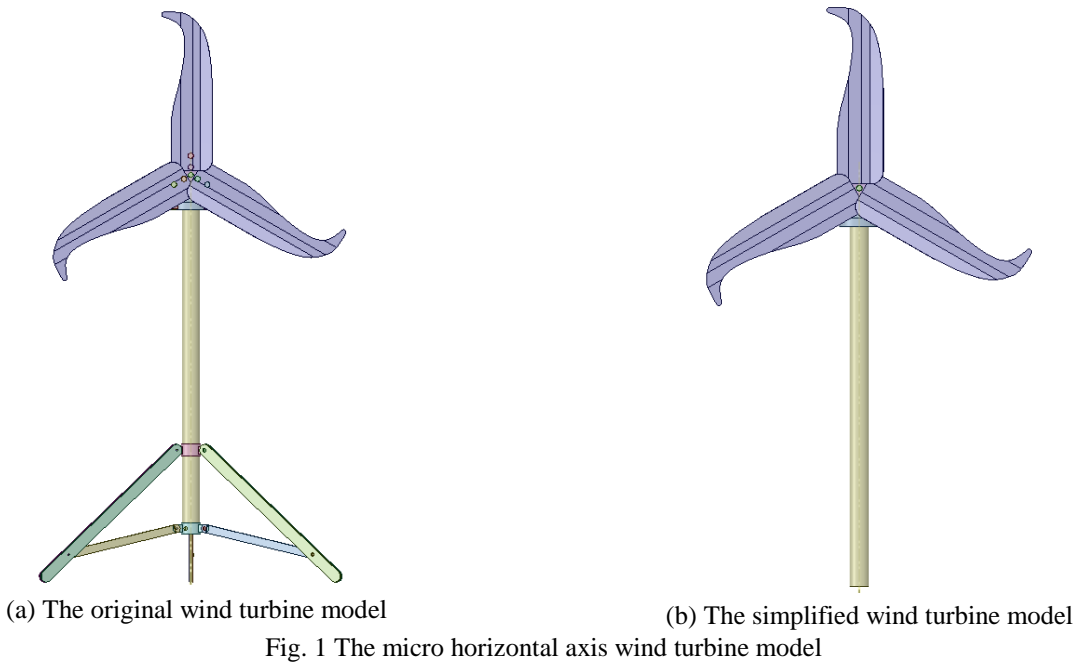 (a) The original wind turbine model
(b) The simplified wind turbine model
Fig. 1 The micro horizontal axis wind turbine model